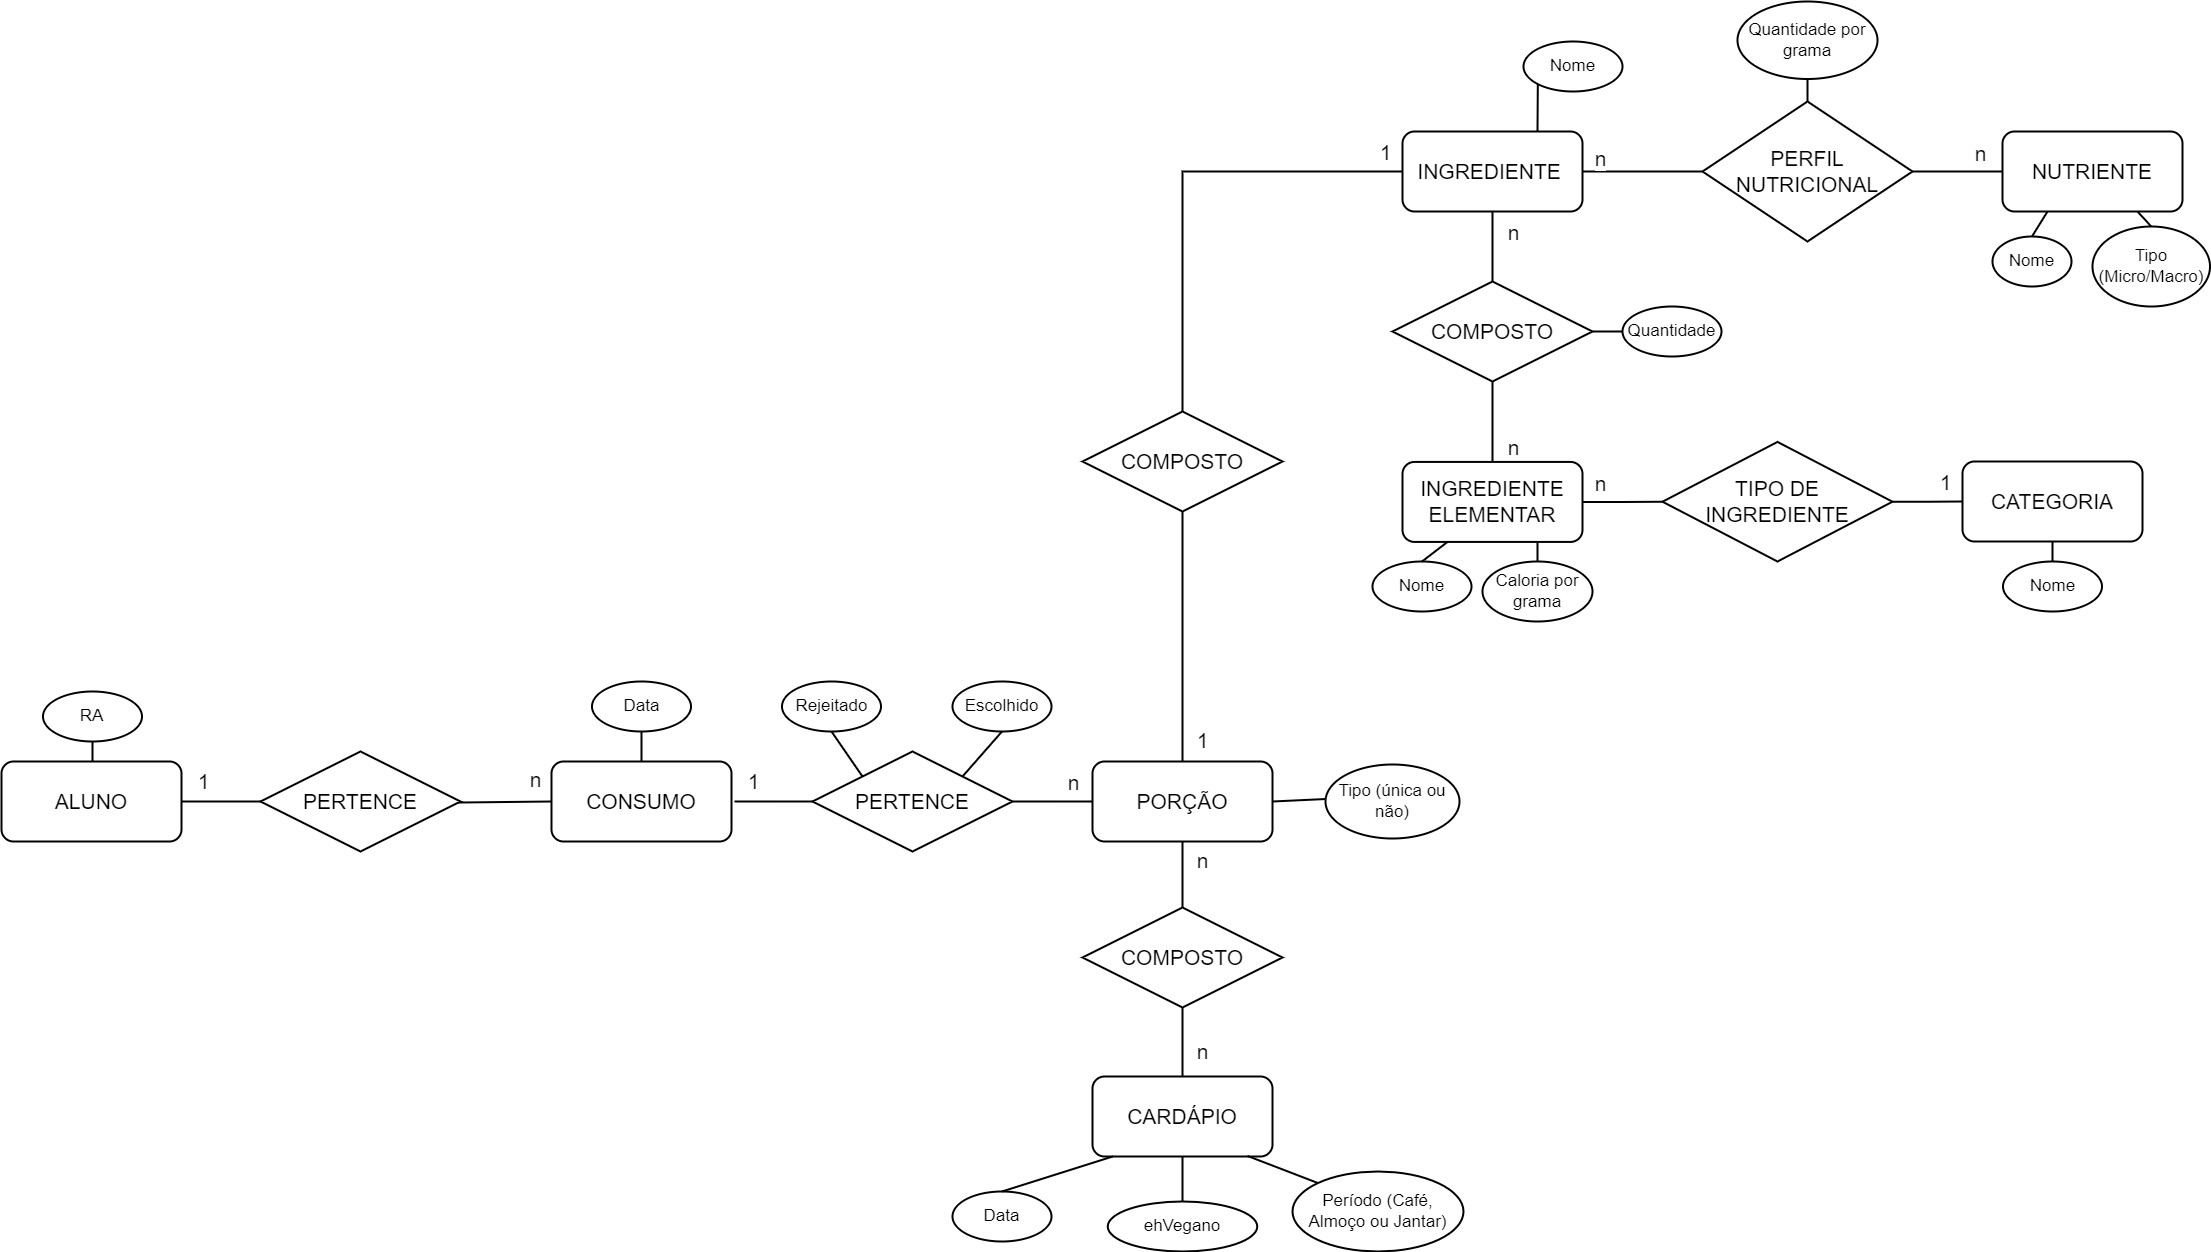 Quantidade por
grama
Nome
1
INGREDIENTE
n
PERFIL
NUTRICIONAL
n
NUTRIENTE
n
Nome
Tipo
(Micro/Macro)
COMPOSTO
Quantidade
COMPOSTO
n
INGREDIENTE
ELEMENTAR
n
TIPO DE
INGREDIENTE
1
CATEGORIA
Nome
Caloria por
grama
Nome
RA
Data
Rejeitado
Escolhido
1
ALUNO
1
PERTENCE
n
CONSUMO
1
PERTENCE
n
PORÇÃO
Tipo (única ou
não)
n
COMPOSTO
n
CARDÁPIO
Data
ehVegano
Período (Café,
Almoço ou Jantar)